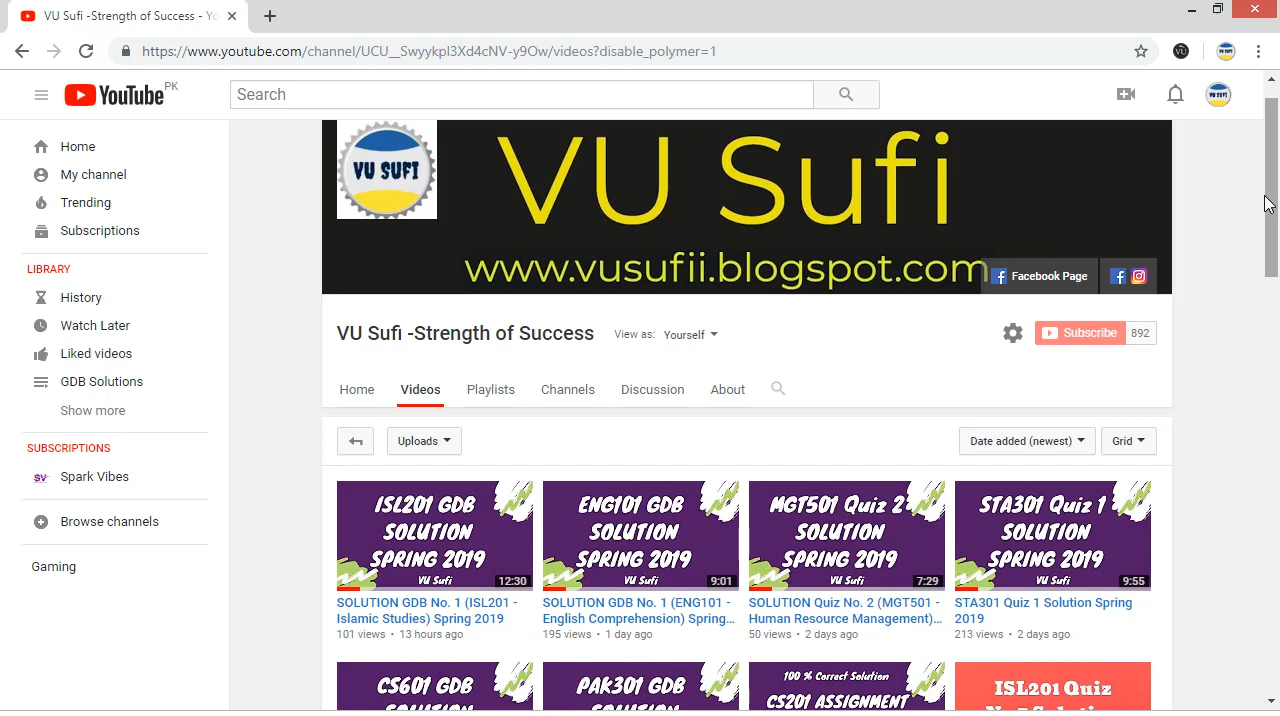 VU Sufi -Strength of Success - Yo
https://www.youtube.com/channel/UCU__Swyykpl3Xd4cNV-y9Ow/videos?disable_polymer=1
VU
VU SUFI
YouTube PK
Search
VU SUFI
Home
My channel
Trending
Subscriptions
LIBRARY
History
Watch Later
Liked videos
GDB Solutions
Show more
SUBSCRIPTIONS
SV Spark Vibes
Browse channels
Gaming
VU SUFI
VU Sufi
www.vusufii.blogspot.com
Facebook Page
VU Sufi -Strength of Success
View as: Yourself
Subscribe 892
Home Videos Playlists Channels Discussion About
Uploads
Date added (newest) Grid
ISL201 GDB
SOLUTION
SPRING 2019
VU Sufi
12:30
SOLUTION GDB No. 1 (ISL201 -
Islamic Studies) Spring 2019
101 views • 13 hours ago
ENG101 GDB
SOLUTION
SPRING 2019
VU Sufi
9:01
SOLUTION GDB No. 1 (ENG101 -
English Comprehension) Spring...
195 views • 1 day ago
MGT501 Quiz 2
SOLUTION
SPRING 2019
VU Sufi
7:29
SOLUTION Quiz No. 2 (MGT501 -
Human Resource Management)...
50 views • 2 days ago
STA301 Quiz 1
SOLUTION
SPRING 2019
VU Sufi
9:55
STA301 Quiz 1 Solution Spring
2019
213 views • 2 days ago
CS601 GDB
PAK301 GDB
100 % Correct Solution
CS201 ASSIGNMENT
ISL201 Quiz